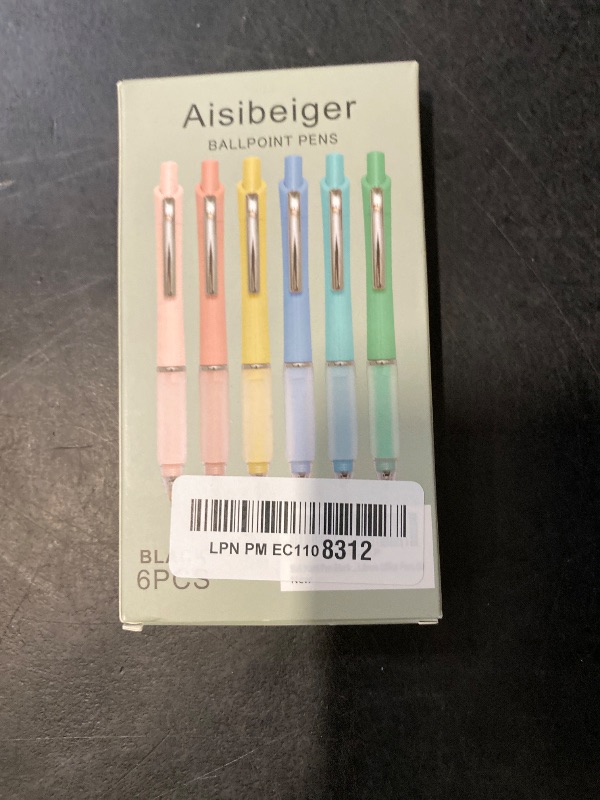 Aisibeiger
BALLPOINT PENS
LPN PM EC1108312
6PCS